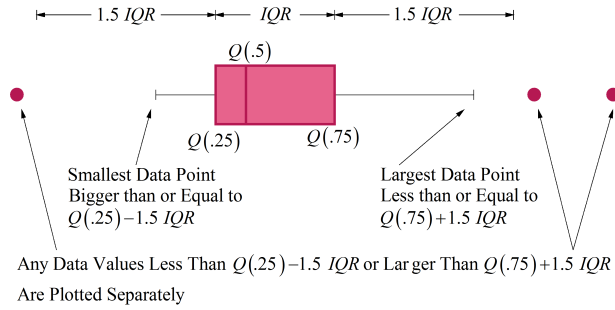 1.5 IQR IQR 1.5 IQR
Q(.5)
Q(.25) Q(.75)
Smallest Data Point
Bigger than or Equal to
Q(.25)−1.5 IQR
Largest Data Point
Less than or Equal to
Q(.75)+1.5 IQR
Any Data Values Less Than Q(.25)−1.5 IQR or Larger Than Q(.75)+1.5 IQR
Are Plotted Separately